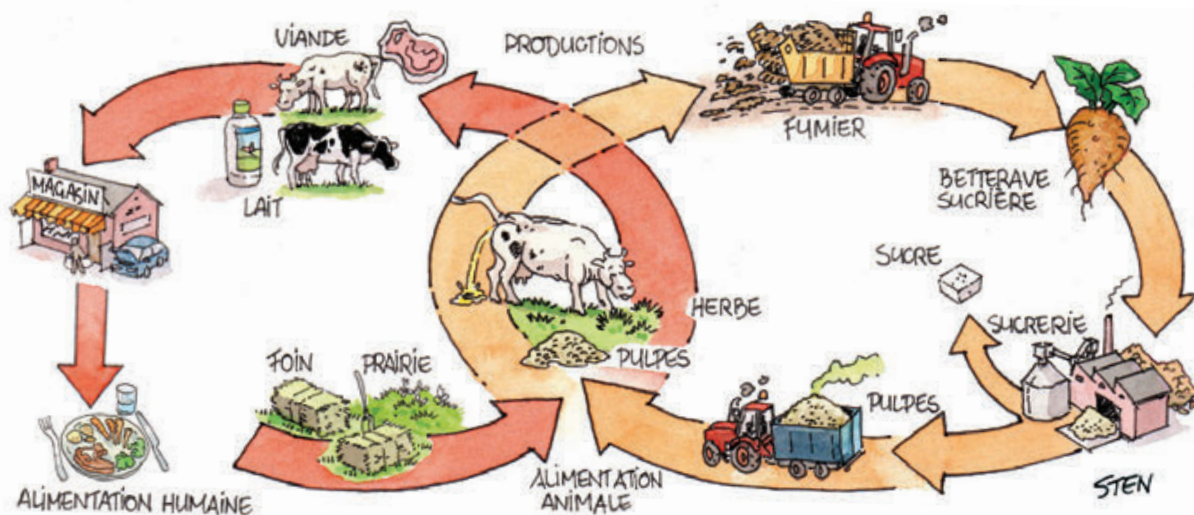 VIANDE
PRODUCTIONS
FUMIER
BETTERAVE
SUCRIÈRE
LAIT
MAGASIN
SUCRE
HERBE
SUCRERIE
FOIN
PRAIRIE
PULPES
PULPES
ALIMENTATION HUMAINE
ALIMENTATION
ANIMALE
STEN